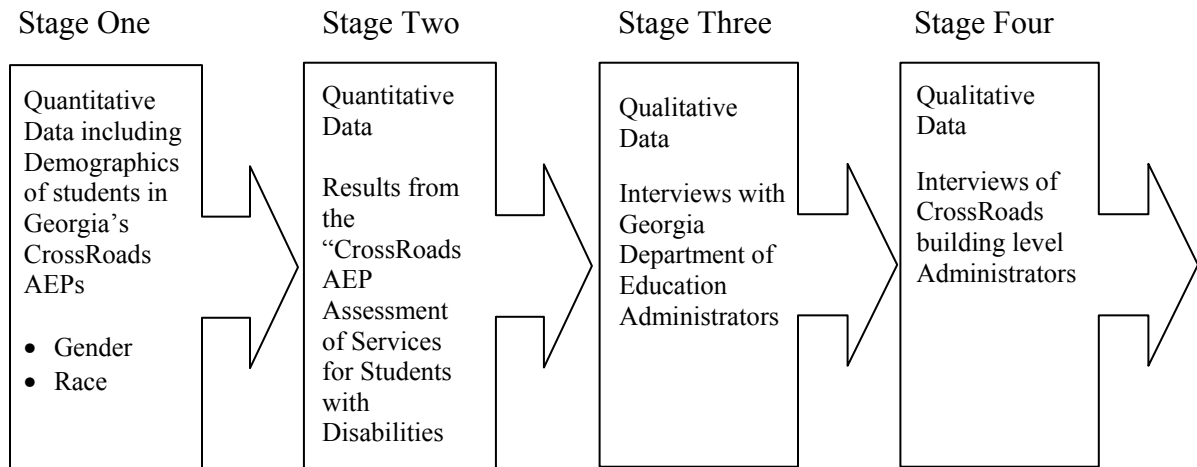 Stage One
Quantitative
Data including
Demographics
of students in
Georgia’s
CrossRoads
AEPs
• Gender
• Race
Stage Two
Quantitative
Data
Results from
the
“CrossRoads
AEP
Assessment
of Services
for Students
with
Disabilities
Stage Three
Qualitative
Data
Interviews with
Georgia
Department of
Education
Administrators
Stage Four
Qualitative
Data
Interviews of
CrossRoads
building level
Administrators